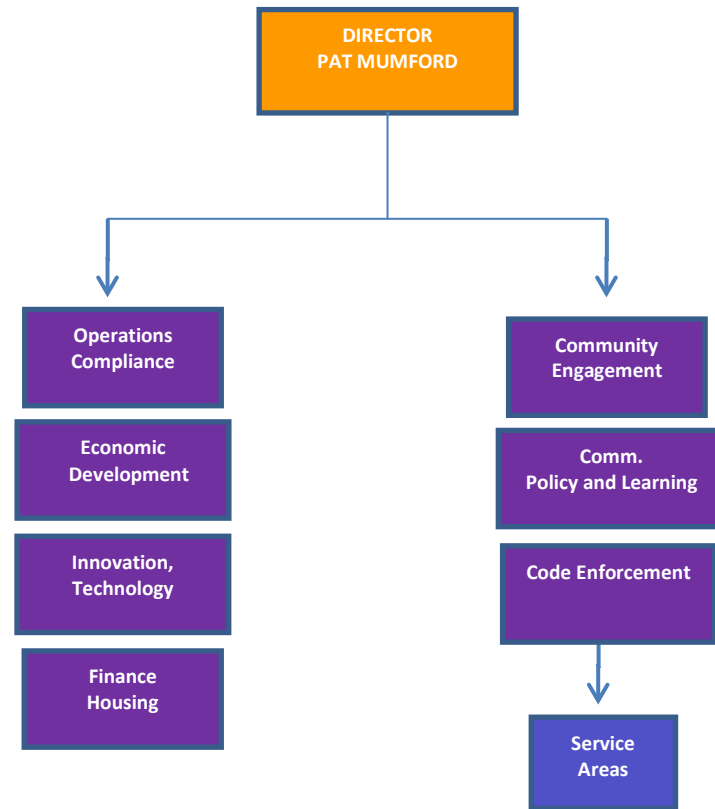 DIRECTOR
PAT MUMFORD
Operations
Compliance
Economic
Development
Innovation,
Technology
Finance
Housing
Community
Engagement
Comm.
Policy and Learning
Code Enforcement
Service
Areas